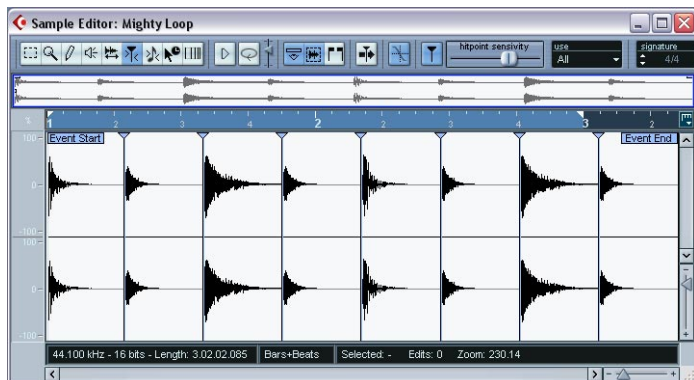 Sample Editor: Mighty Loop
hitpoint sensivity
use
All
signature
4/4
%
1 2 3 4 2 2 3 4 3 2
Event Start
Event End
100
0
-100
100
0
-100
44.100 kHz - 16 bits - Length: 3.02.02.085
Bars+Beats
Selected: -
Edits: 0
Zoom: 230.14